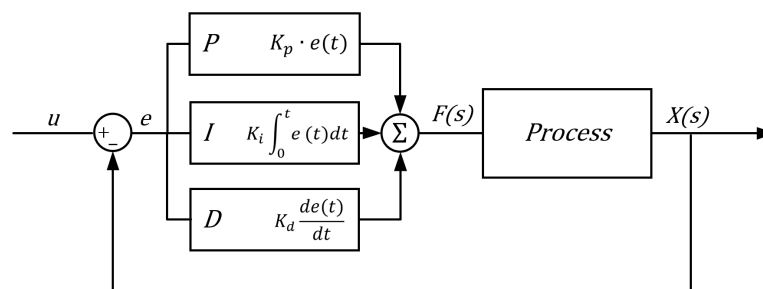 P K_p · e(t)
u + − e
I K_i ∫_0^t e (t)dt
Σ
F(s)
Process
X(s)
D K_d de(t)/dt